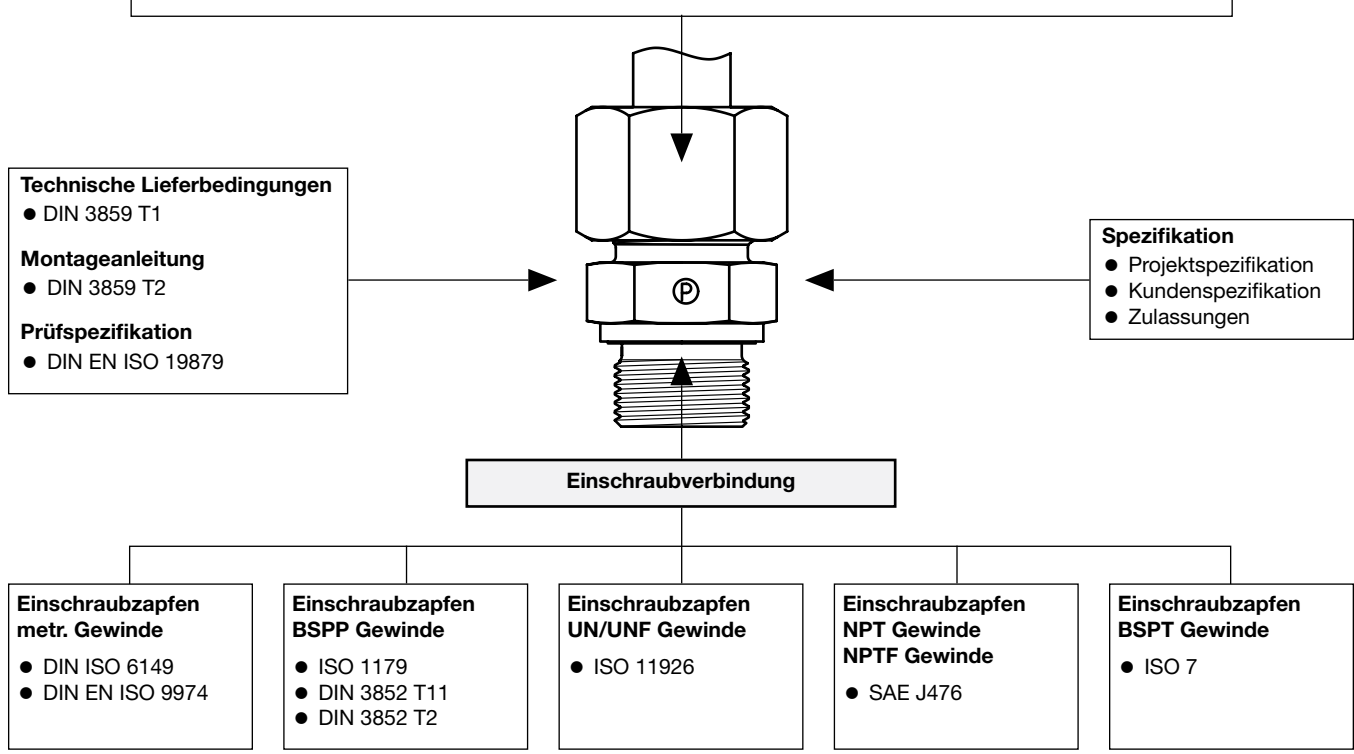 Technische Lieferbedingungen
● DIN 3859 T1
Montageanleitung
● DIN 3859 T2
Prüfspezifikation
● DIN EN ISO 19879
Spezifikation
● Projektspezifikation
● Kundenspezifikation
● Zulassungen
P
Einschraubverbindung
Einschraubzapfen
metr. Gewinde
● DIN ISO 6149
● DIN EN ISO 9974
Einschraubzapfen
BSPP Gewinde
● ISO 1179
● DIN 3852 T11
● DIN 3852 T2
Einschraubzapfen
UN/UNF Gewinde
● ISO 11926
Einschraubzapfen
NPT Gewinde
NPTF Gewinde
● SAE J476
Einschraubzapfen
BSPT Gewinde
● ISO 7